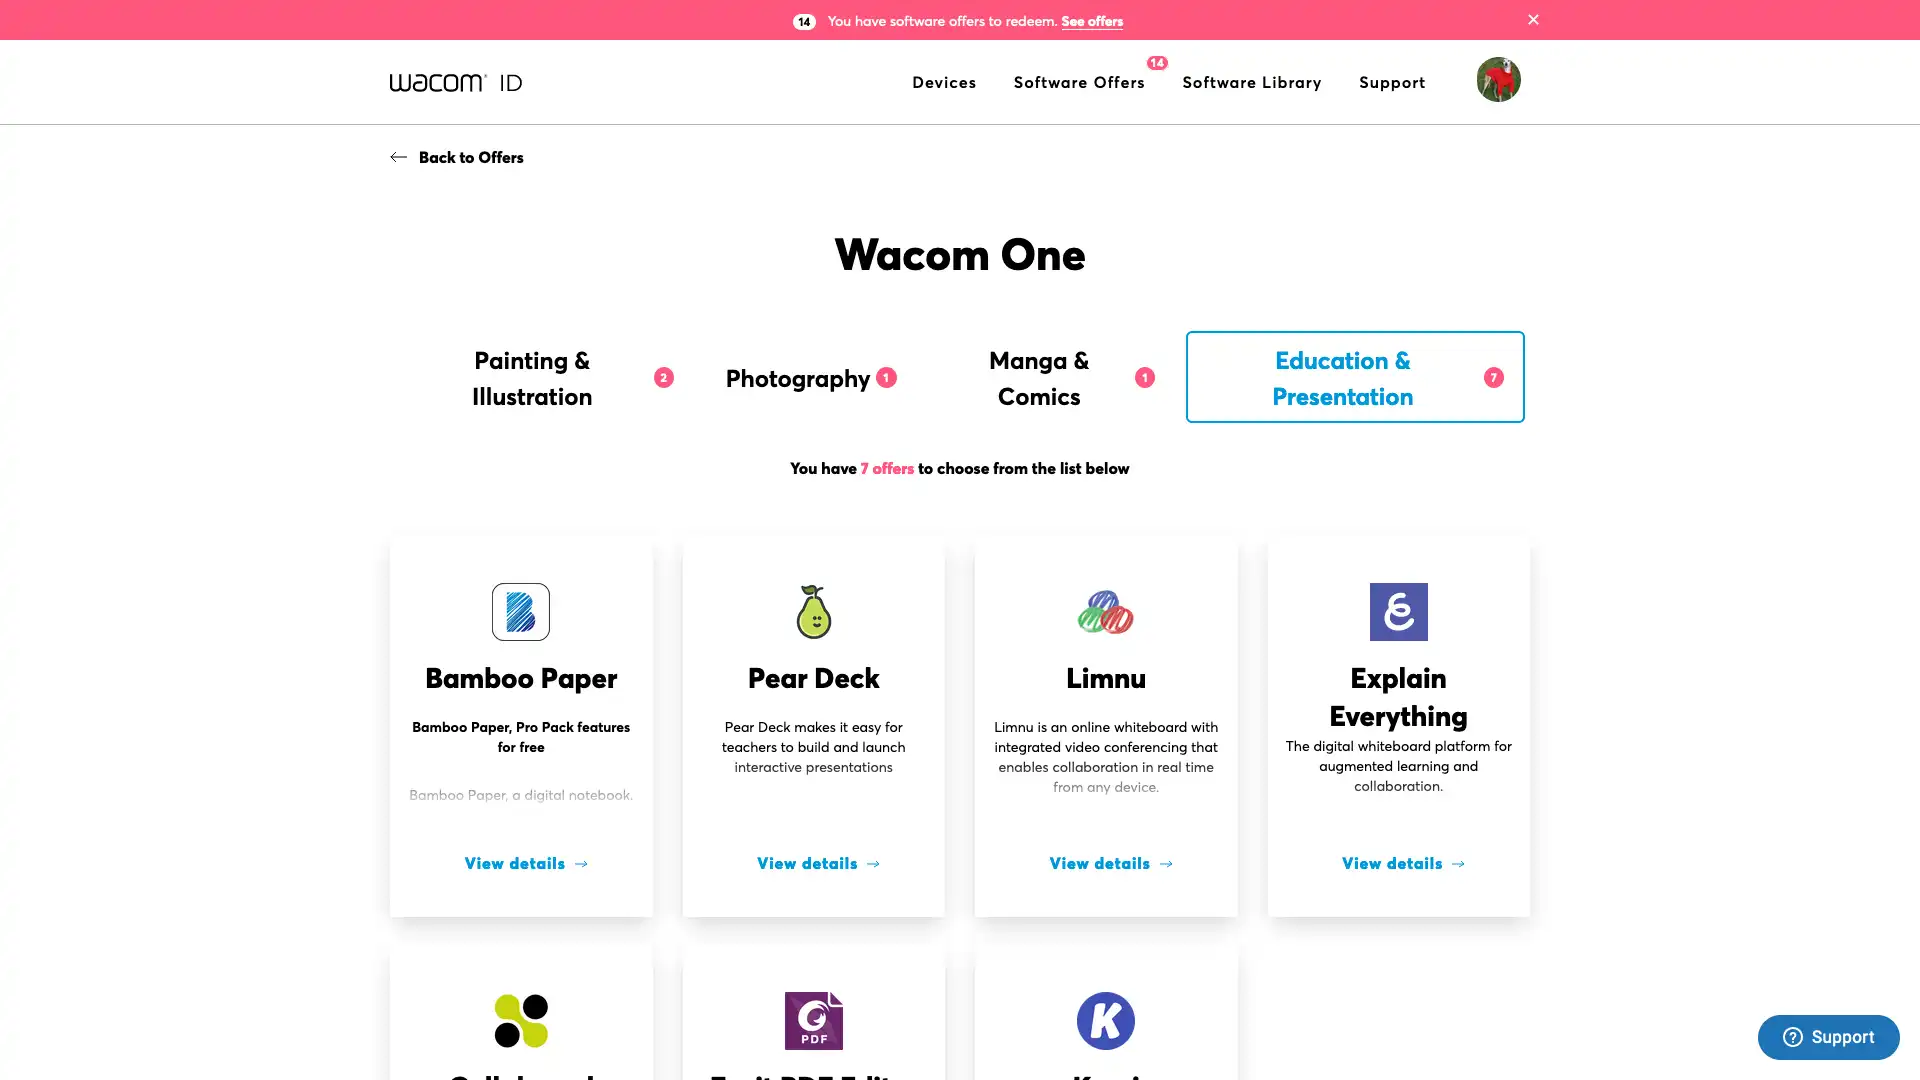 14 You have software offers to redeem. See offers
wacom ID
Devices
Software Offers
14
Software Library
Support
Back to Offers
Wacom One
Painting &
Illustration
2
Photography 1
Manga &
Comics
1
Education &
Presentation
7
You have 7 offers to choose from the list below
Bamboo Paper
Bamboo Paper, Pro Pack features
for free
Bamboo Paper, a digital notebook.
View details
Pear Deck
Pear Deck makes it easy for
teachers to build and launch
interactive presentations
View details
Limnu
Limnu is an online whiteboard with
integrated video conferencing that
enables collaboration in real time
from any device.
View details
Explain
Everything
The digital whiteboard platform for
augmented learning and
collaboration.
View details
PDF
K
Support